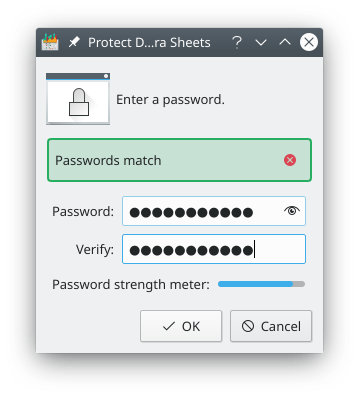 Protect D...ra Sheets
Enter a password.
Passwords match
Password: ●●●●●●●●●●●
Verify: ●●●●●●●●●●●
Password strength meter:
OK Cancel